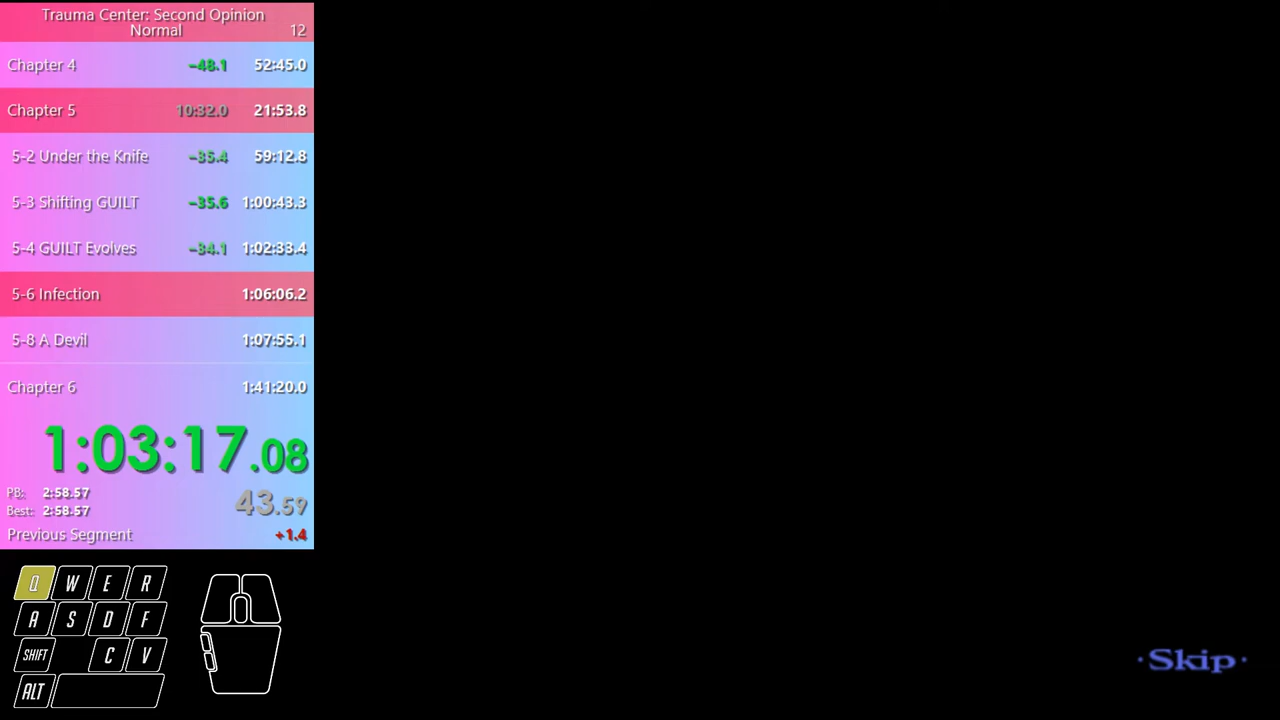 Trauma Center: Second Opinion
Normal 12
Chapter 4 -48.1 52:45.0
Chapter 5 10:32.0 21:53.8
5-2 Under the Knife -35.4 59:12.8
5-3 Shifting GUILT -35.6 1:00:43.3
5-4 GUILT Evolves -34.1 1:02:33.4
5-6 Infection 1:06:06.2
5-8 A Devil 1:07:55.1
Chapter 6 1:41:20.0
1:03:17.08
PB: 2:58.57 43.59
Best: 2:58.57
Previous Segment +1.4
Q W E R
A S D F
SHIFT C V
ALT
·Skip·